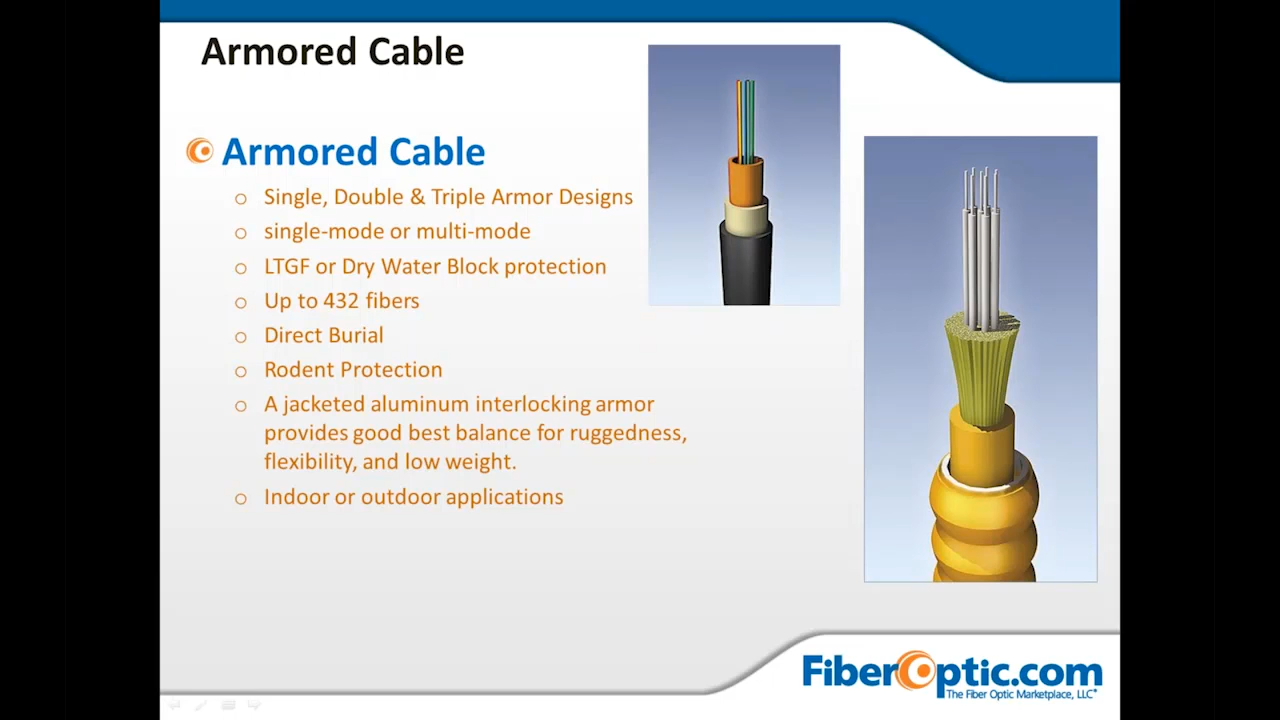 Armored Cable
Armored Cable
Single, Double & Triple Armor Designs
single-mode or multi-mode
LTGF or Dry Water Block protection
Up to 432 fibers
Direct Burial
Rodent Protection
A jacketed aluminum interlocking armor
provides good best balance for ruggedness,
flexibility, and low weight.
Indoor or outdoor applications
FiberOptic.com
The Fiber Optic Marketplace, LLC